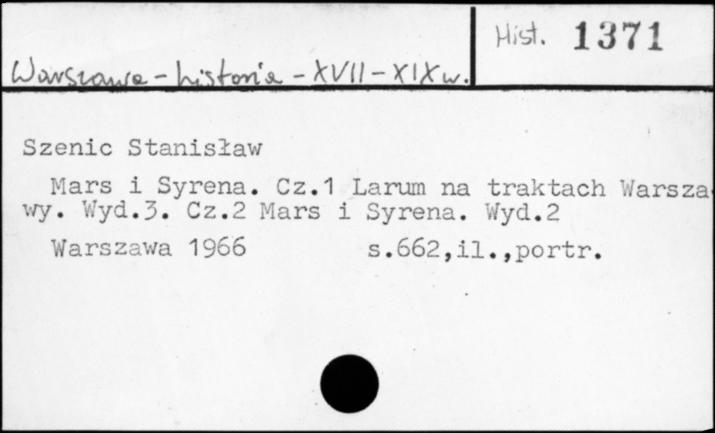 Hist. 1371
Warszawa - historia - XVII - XIX w.
Szenic Stanisław
Mars i Syrena. Cz.1 Larum na traktach Warsza-
wy. Wyd.3. Cz.2 Mars i Syrena. Wyd.2
Warszawa 1966 s.662,il.,portr.